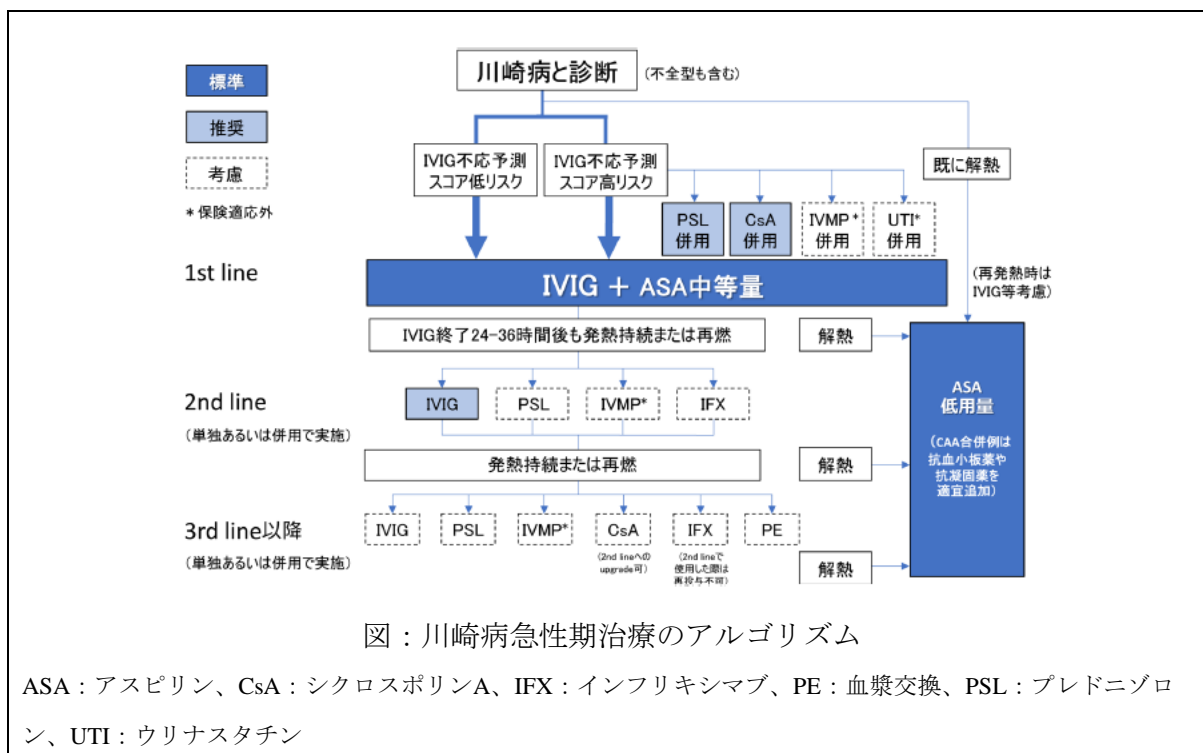 川崎病と診断 (不全型も含む)
標準
推奨
考慮
*保険適応外
IVIG不応予測
スコア低リスク
IVIG不応予測
スコア高リスク
既に解熱
PSL
併用
CsA
併用
IVMP*
併用
UTI*
併用
1st line
IVIG + ASA中等量
(再発熱時は
IVIG等考慮)
IVIG終了24-36時間後も発熱持続または再燃
解熱
2nd line
(単独あるいは併用で実施)
IVIG
PSL
IVMP*
IFX
ASA
低用量
(CAA合併例は
抗血小板薬や
抗凝固薬を
適宜追加)
発熱持続または再燃
解熱
3rd line以降
(単独あるいは併用で実施)
IVIG
PSL
IVMP*
CsA
(2nd lineへの
upgrade可)
IFX
(2nd lineで
使用した際は
再投与不可)
PE
解熱
図:川崎病急性期治療のアルゴリズム
ASA:アスピリン、CsA:シクロスポリンA、IFX:インフリキシマブ、PE:血漿交換、PSL:プレドニゾロ
ン、UTI:ウリナスタチン